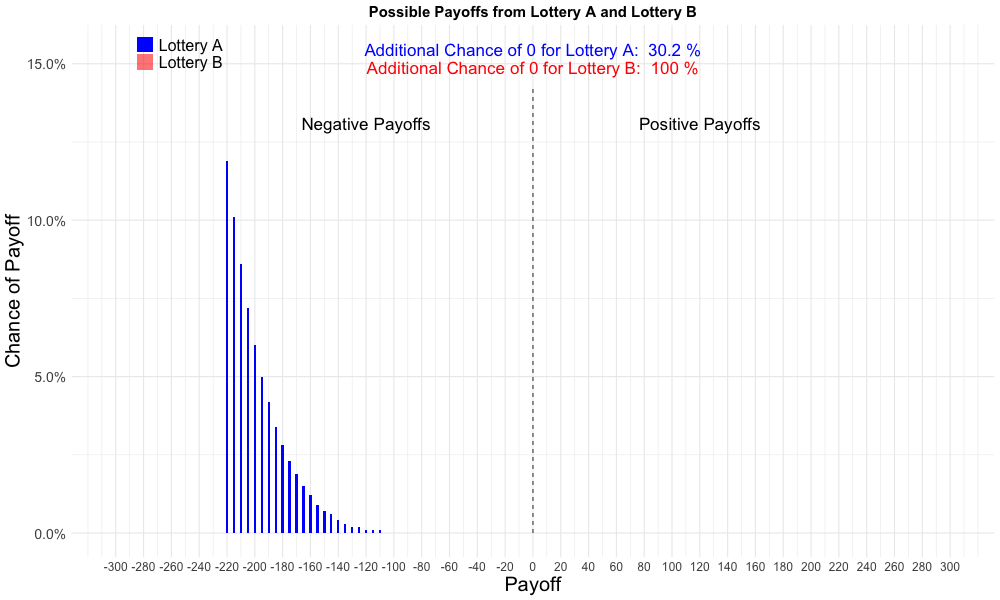 Possible Payoffs from Lottery A and Lottery B
Lottery A
Lottery B
Additional Chance of 0 for Lottery A:  30.2 %
Additional Chance of 0 for Lottery B:  100 %
Negative Payoffs
Positive Payoffs
Chance of Payoff
15.0%
10.0%
5.0%
0.0%
-300 -280 -260 -240 -220 -200 -180 -160 -140 -120 -100 -80 -60 -40 -20 0 20 40 60 80 100 120 140 160 180 200 220 240 260 280 300
Payoff